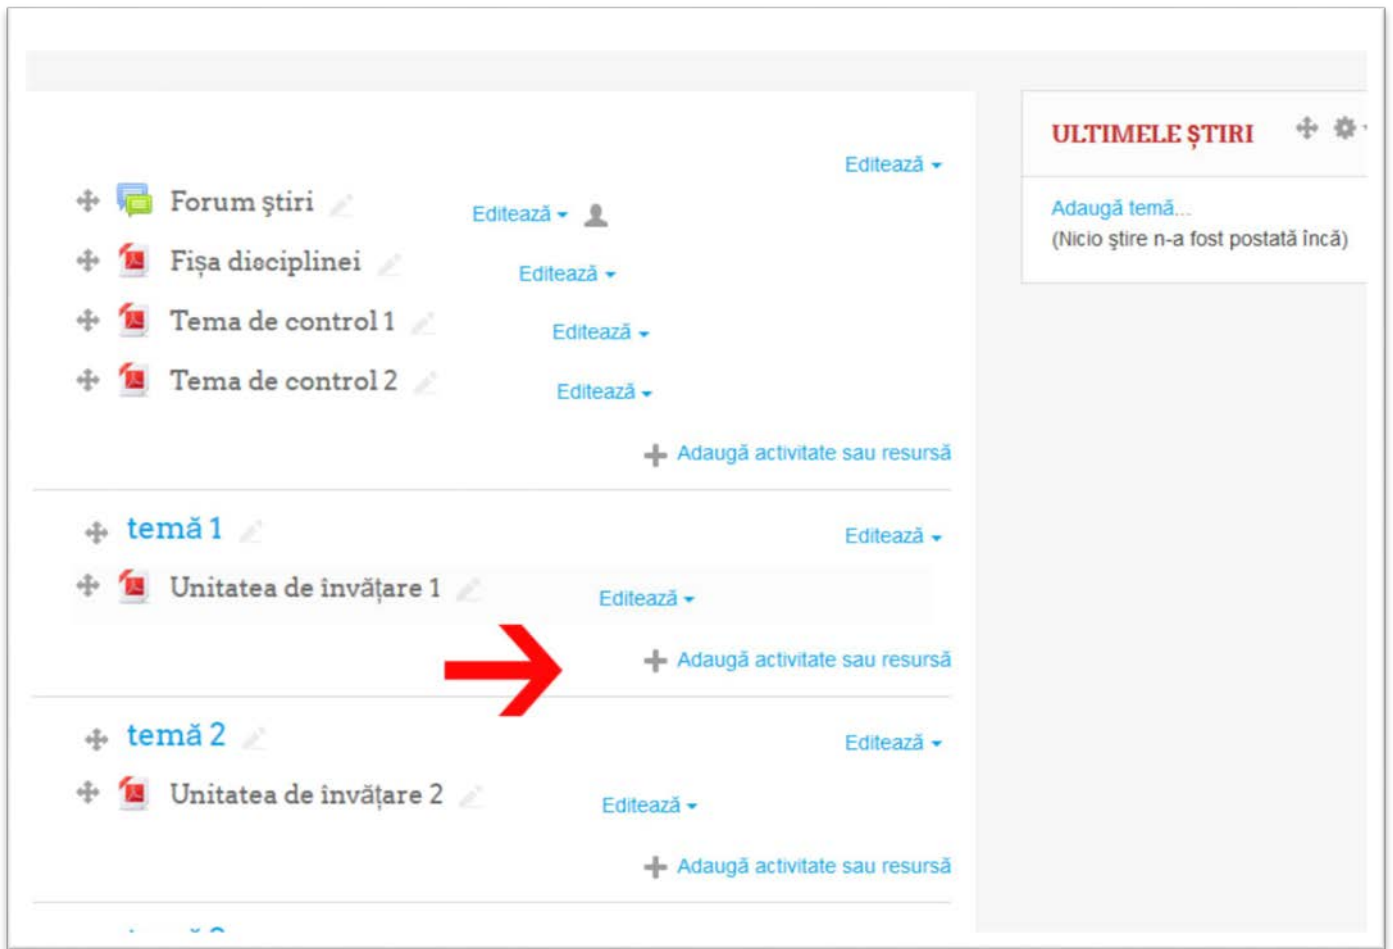 Editează
Forum ştiri Editează
Fișa disciplinei Editează
Tema de control 1 Editează
Tema de control 2 Editează
Adaugă activitate sau resursă
temă 1 Editează
Unitatea de învățare 1 Editează
Adaugă activitate sau resursă
temă 2 Editează
Unitatea de învățare 2 Editează
Adaugă activitate sau resursă
ULTIMELE ȘTIRI
Adaugă temă...
(Nicio ştire n-a fost postată încă)